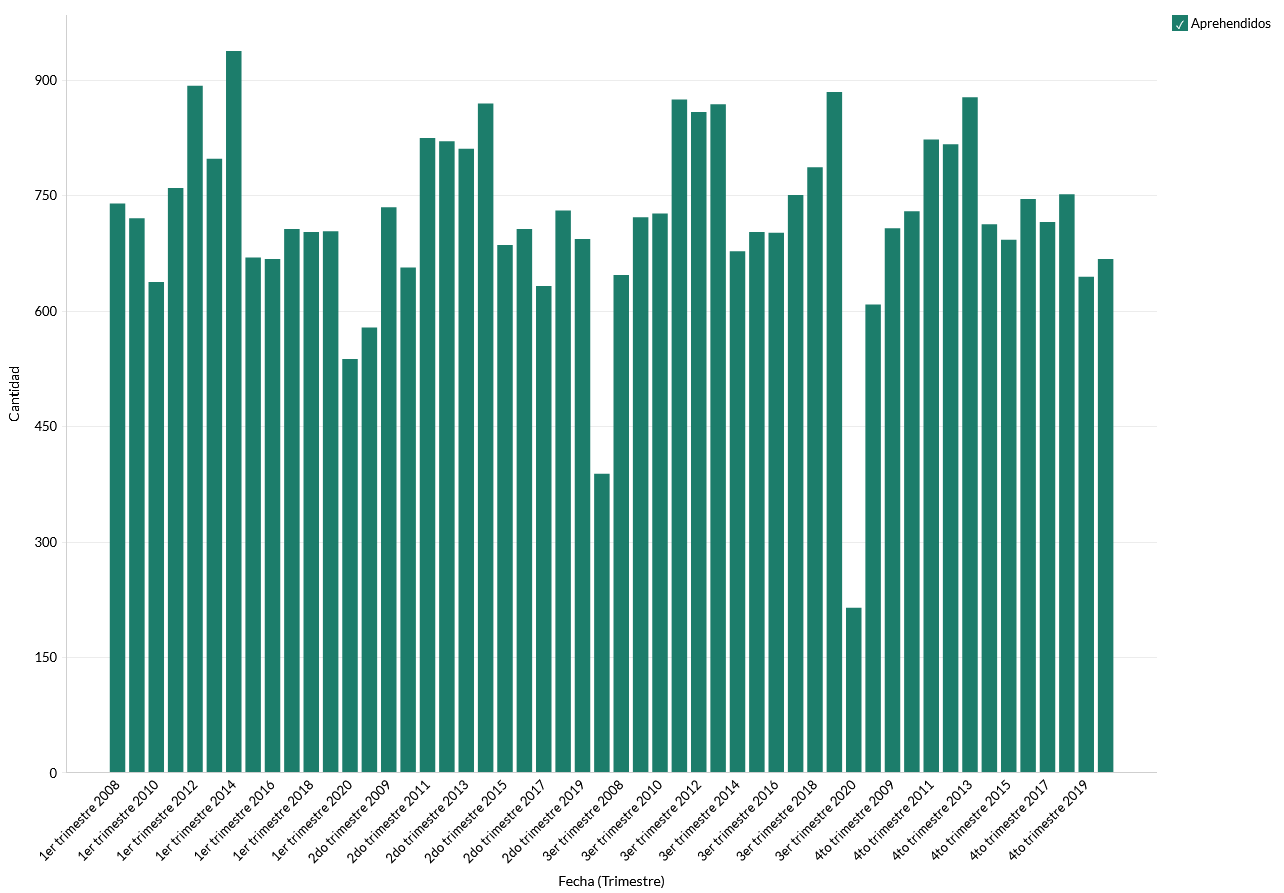 Aprehendidos
900
750
600
450
300
150
0
Cantidad
1er trimestre 2008
1er trimestre 2010
1er trimestre 2012
1er trimestre 2014
1er trimestre 2016
1er trimestre 2018
1er trimestre 2020
2do trimestre 2009
2do trimestre 2011
2do trimestre 2013
2do trimestre 2015
2do trimestre 2017
2do trimestre 2019
3er trimestre 2008
3er trimestre 2010
3er trimestre 2012
3er trimestre 2014
3er trimestre 2016
3er trimestre 2018
3er trimestre 2020
4to trimestre 2009
4to trimestre 2011
4to trimestre 2013
4to trimestre 2015
4to trimestre 2017
4to trimestre 2019
Fecha (Trimestre)